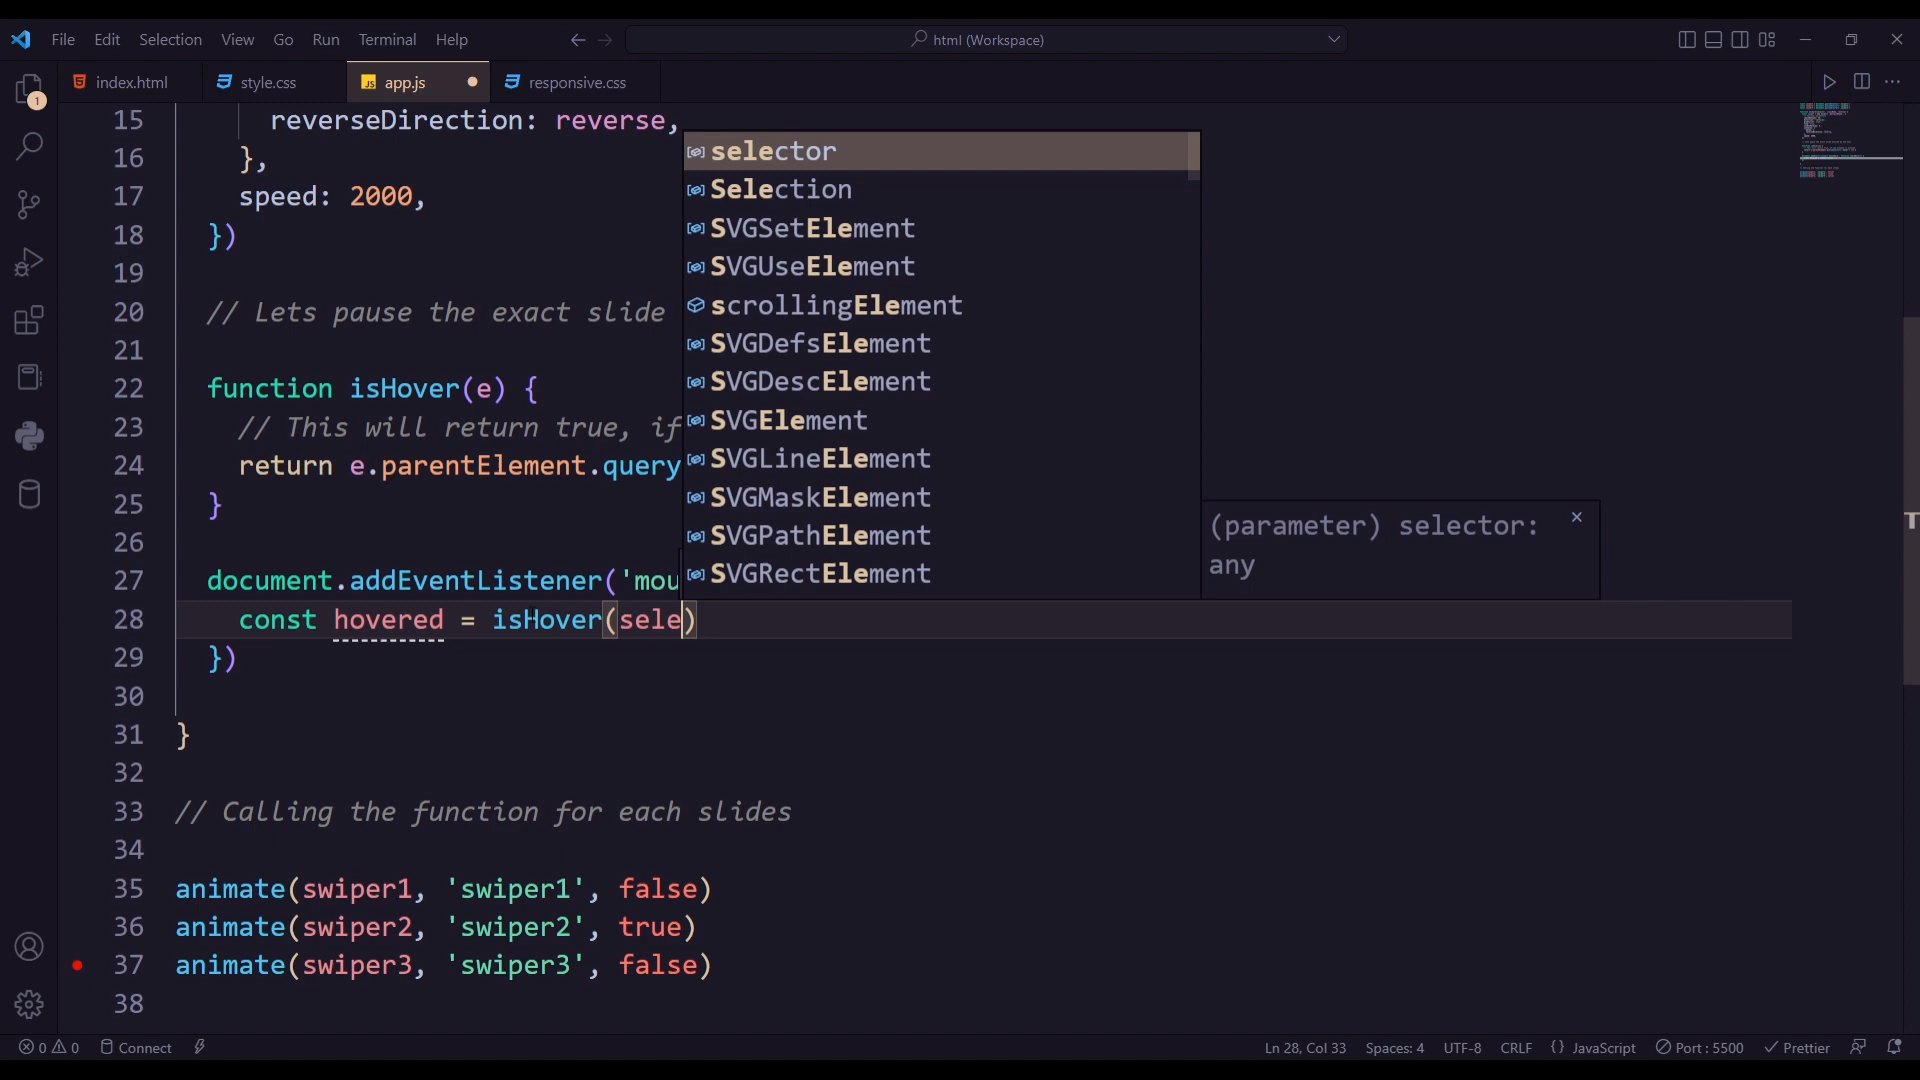 File Edit Selection View Go Run Terminal Help
html (Workspace)
index.html style.css JS app.js responsive.css
1
15 reverseDirection: reverse,
16 },
17 speed: 2000,
18 })
19
20 // Lets pause the exact slide
21
22 function isHover(e) {
23 // This will return true, if
24 return e.parentElement.query
25 }
26
27 document.addEventListener('mou
28 const hovered = isHover(sele)
29 })
30
31 }
32
33 // Calling the function for each slides
34
35 animate(swiper1, 'swiper1', false)
36 animate(swiper2, 'swiper2', true)
37 animate(swiper3, 'swiper3', false)
38
selector
Selection
SVGSetElement
SVGUseElement
scrollingElement
SVGDefsElement
SVGDescElement
SVGElement
SVGLineElement
SVGMaskElement
SVGPathElement
SVGRectElement
(parameter) selector:
any
0 0 Connect Ln 28, Col 33 Spaces: 4 UTF-8 CRLF {} JavaScript Port : 5500 Prettier